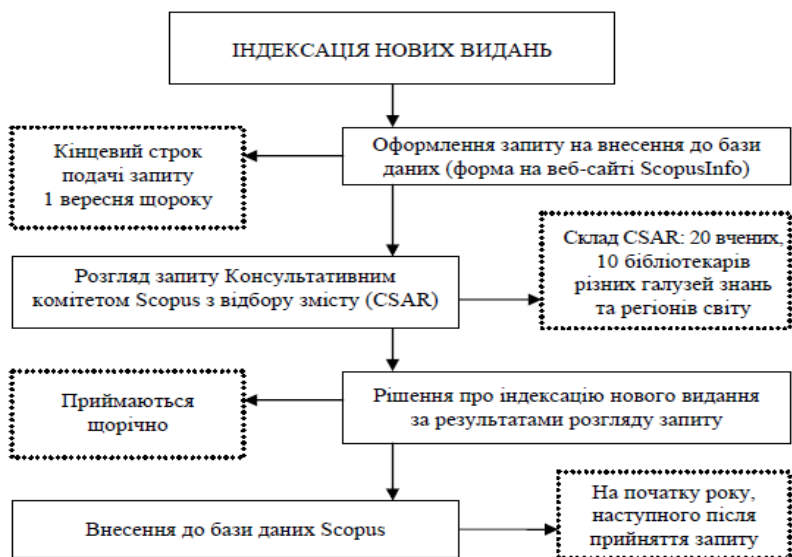 ІНДЕКСАЦІЯ НОВИХ ВИДАНЬ
Кінцевий строк
подачі запиту
1 вересня щороку
Оформлення запиту на внесення до бази
даних (форма на веб-сайті ScopusInfo)
Розгляд запиту Консультативним
комітетом Scopus з відбору змісту (CSAR)
Склад CSAR: 20 вчених,
10 бібліотекарів
різних галузей знань
та регіонів світу
Приймаються
щорічно
Рішення про індексацію нового видання
за результатами розгляду запиту
Внесення до бази даних Scopus
На початку року,
наступного після
прийняття запиту